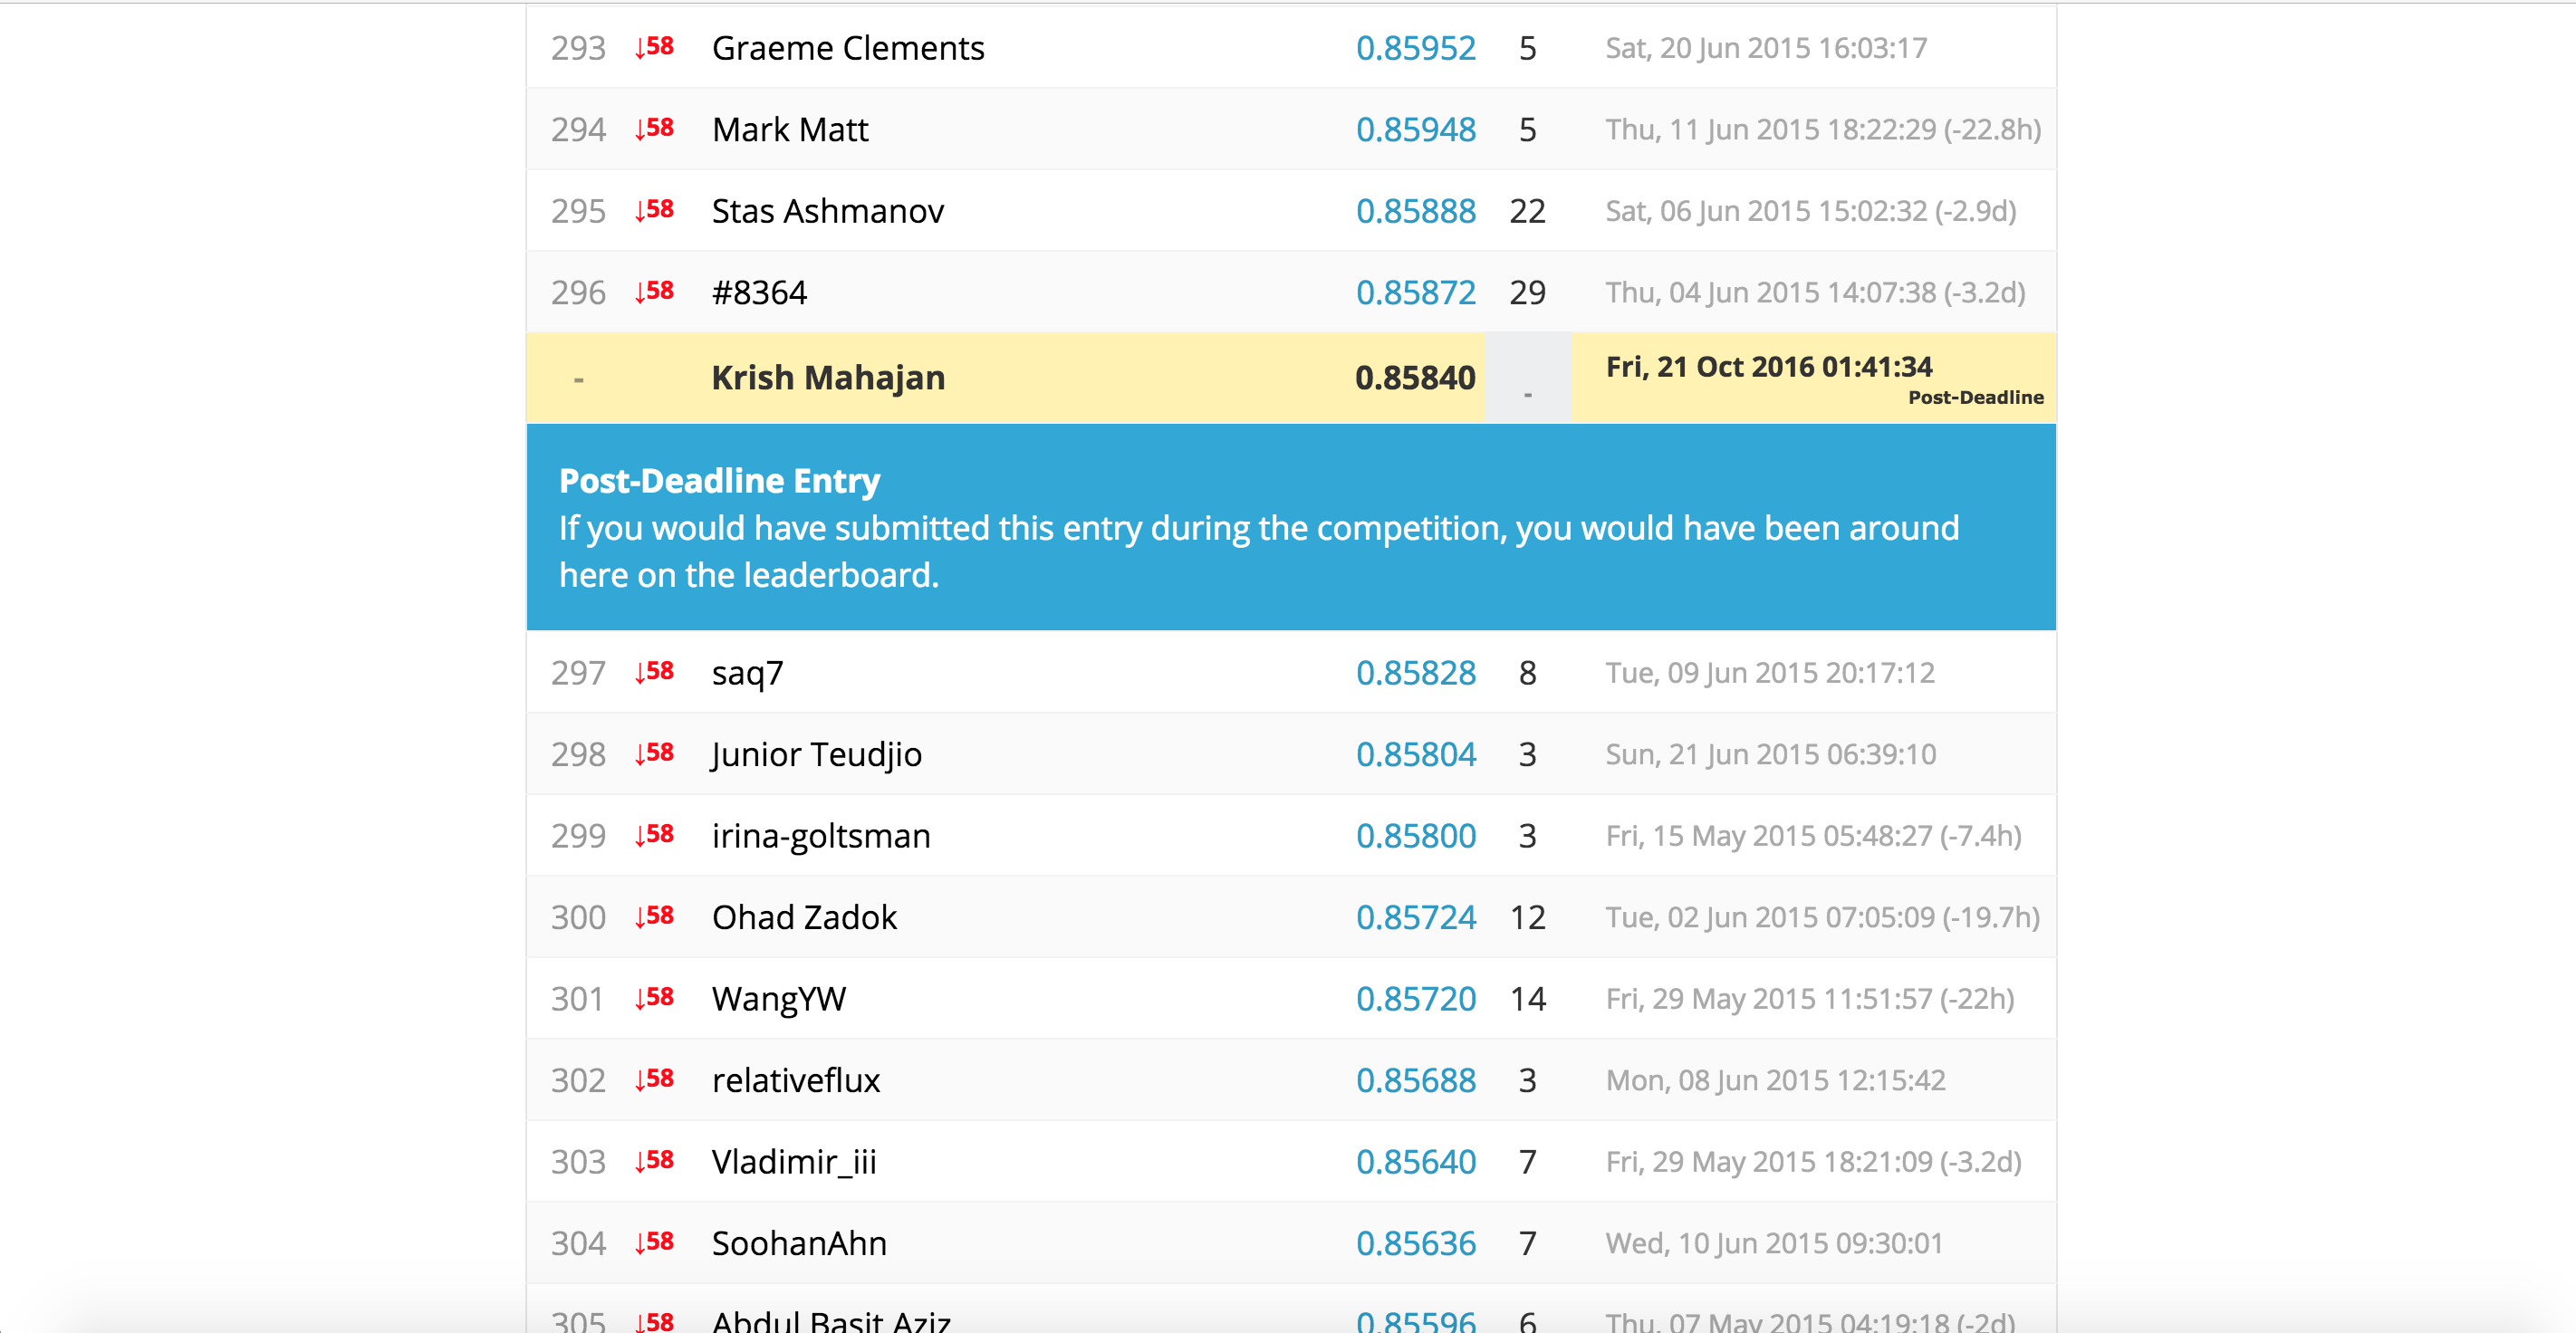 293 ↓58 Graeme Clements 0.85952 5 Sat, 20 Jun 2015 16:03:17
294 ↓58 Mark Matt 0.85948 5 Thu, 11 Jun 2015 18:22:29 (-22.8h)
295 ↓58 Stas Ashmanov 0.85888 22 Sat, 06 Jun 2015 15:02:32 (-2.9d)
296 ↓58 #8364 0.85872 29 Thu, 04 Jun 2015 14:07:38 (-3.2d)
- Krish Mahajan 0.85840 - Fri, 21 Oct 2016 01:41:34
Post-Deadline
Post-Deadline Entry
If you would have submitted this entry during the competition, you would have been around
here on the leaderboard.
297 ↓58 saq7 0.85828 8 Tue, 09 Jun 2015 20:17:12
298 ↓58 Junior Teudjio 0.85804 3 Sun, 21 Jun 2015 06:39:10
299 ↓58 irina-goltsman 0.85800 3 Fri, 15 May 2015 05:48:27 (-7.4h)
300 ↓58 Ohad Zadok 0.85724 12 Tue, 02 Jun 2015 07:05:09 (-19.7h)
301 ↓58 WangYW 0.85720 14 Fri, 29 May 2015 11:51:57 (-22h)
302 ↓58 relativeflux 0.85688 3 Mon, 08 Jun 2015 12:15:42
303 ↓58 Vladimir_iii 0.85640 7 Fri, 29 May 2015 18:21:09 (-3.2d)
304 ↓58 SoohanAhn 0.85636 7 Wed, 10 Jun 2015 09:30:01
305 ↓58 Abdul Basit Aziz 0.85596 6 Thu, 07 May 2015 04:19:18 (-2d)